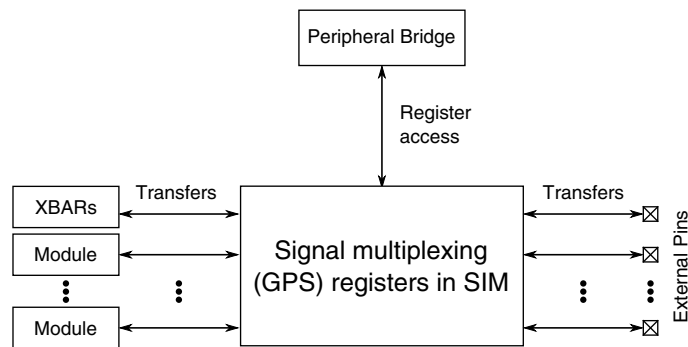 Peripheral Bridge
Register
access
Transfers
Transfers
XBARs
Module
Module
Signal multiplexing
(GPS) registers in SIM
External Pins